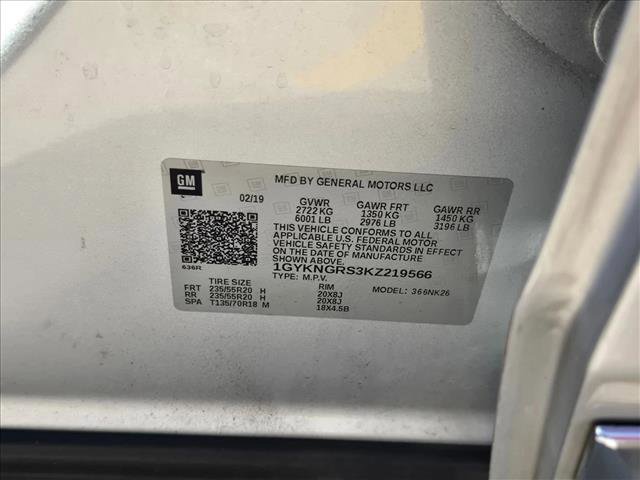 GM MFD BY GENERAL MOTORS LLC
02/19 GVWR GAWR FRT GAWR RR
2722 KG 1350 KG 1450 KG
6001 LB 2976 LB 3196 LB
THIS VEHICLE CONFORMS TO ALL
APPLICABLE U.S. FEDERAL MOTOR
VEHICLE SAFETY STANDARDS IN EFFECT
ON THE DATE OF MANUFACTURE SHOWN ABOVE.
636R 1GYKNGRS3KZ219566
TYPE: M.P.V. MODEL: 366NK26
TIRE SIZE RIM
FRT 235/55R20 H 20X8J
RR 235/55R20 H 20X8J
SPA T135/70R18 M 18X4.5B